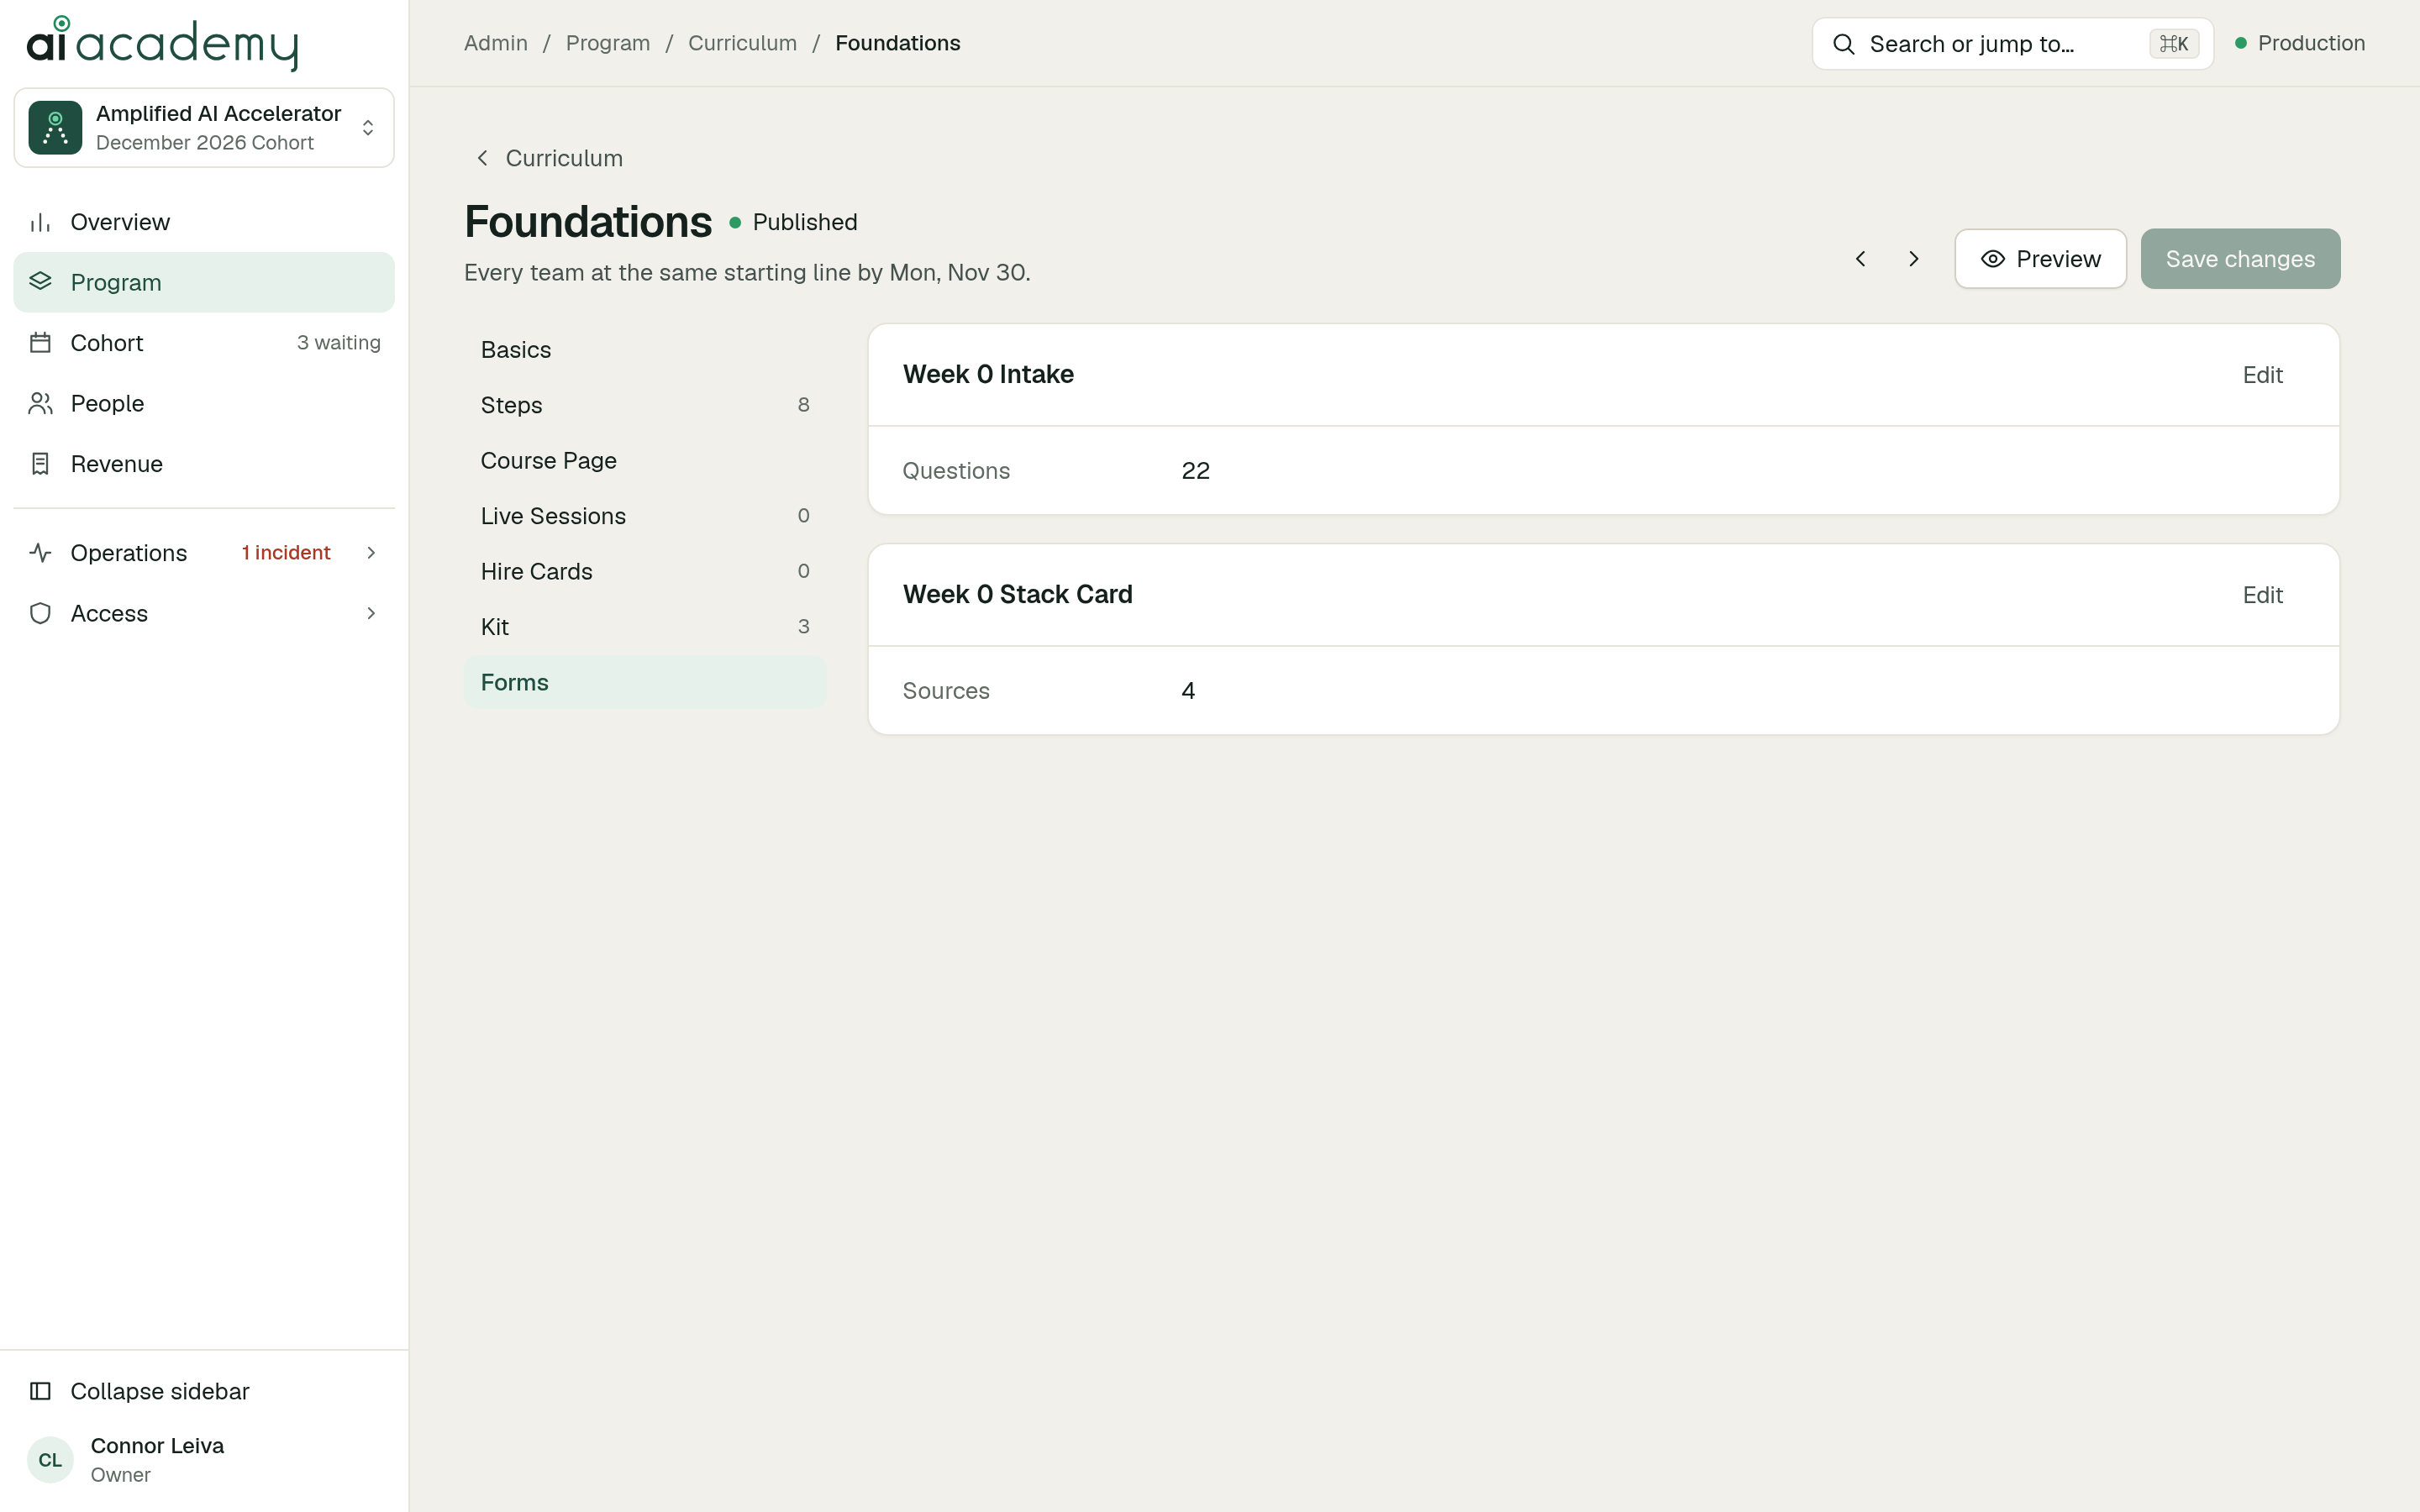 ai academy
Amplified AI Accelerator
December 2026 Cohort
Overview
Program
Cohort 3 waiting
People
Revenue
Operations 1 incident
Access
Collapse sidebar
CL
Connor Leiva
Owner
Admin / Program / Curriculum / Foundations
Search or jump to... ⌘K
Production
Curriculum
Foundations Published
Every team at the same starting line by Mon, Nov 30.
Preview
Save changes
Basics
Steps 8
Course Page
Live Sessions 0
Hire Cards 0
Kit 3
Forms
Week 0 Intake Edit
Questions 22
Week 0 Stack Card Edit
Sources 4